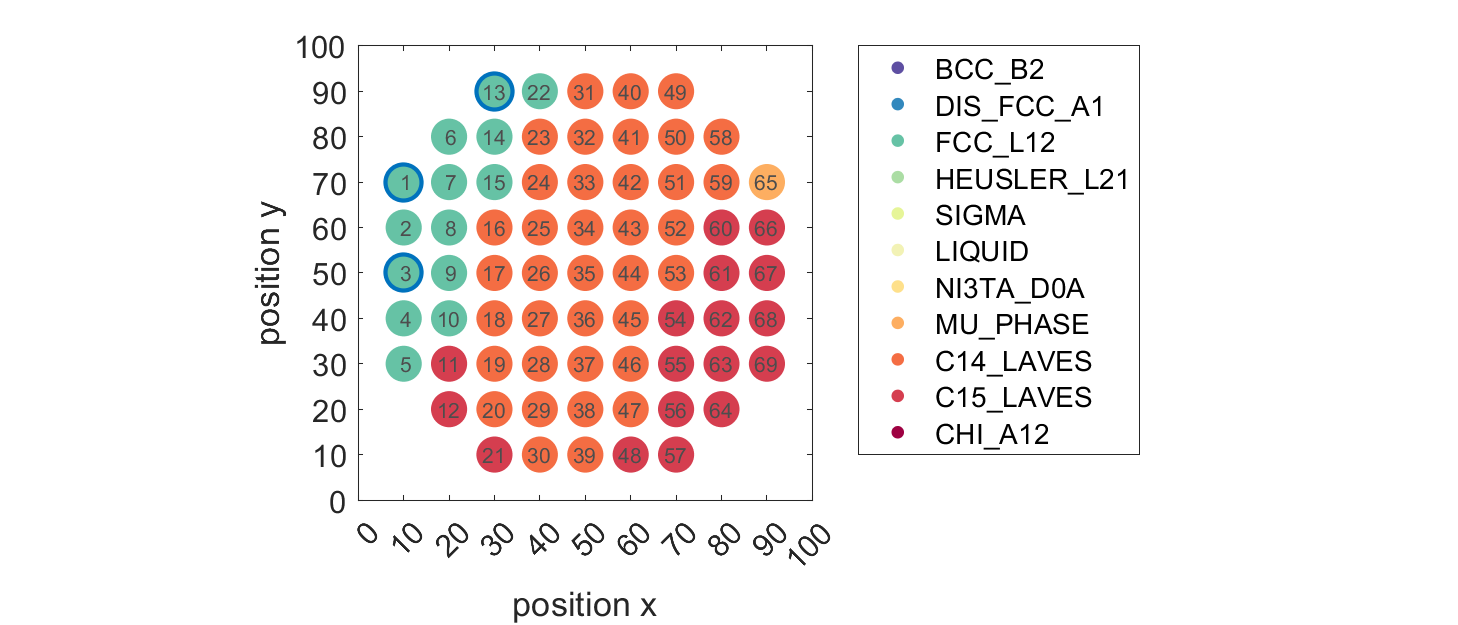 100
90 13 22 31 40 49
80 6 14 23 32 41 50 58
70 1 7 15 24 33 42 51 59 65
60 2 8 16 25 34 43 52 60 66
50 3 9 17 26 35 44 53 61 67
40 4 10 18 27 36 45 54 62 68
30 5 11 19 28 37 46 55 63 69
20 12 20 29 38 47 56 64
10 21 30 39 48 57
0
0 10 20 30 40 50 60 70 80 90 100
position x
position y
BCC_B2
DIS_FCC_A1
FCC_L12
HEUSLER_L21
SIGMA
LIQUID
NI3TA_D0A
MU_PHASE
C14_LAVES
C15_LAVES
CHI_A12